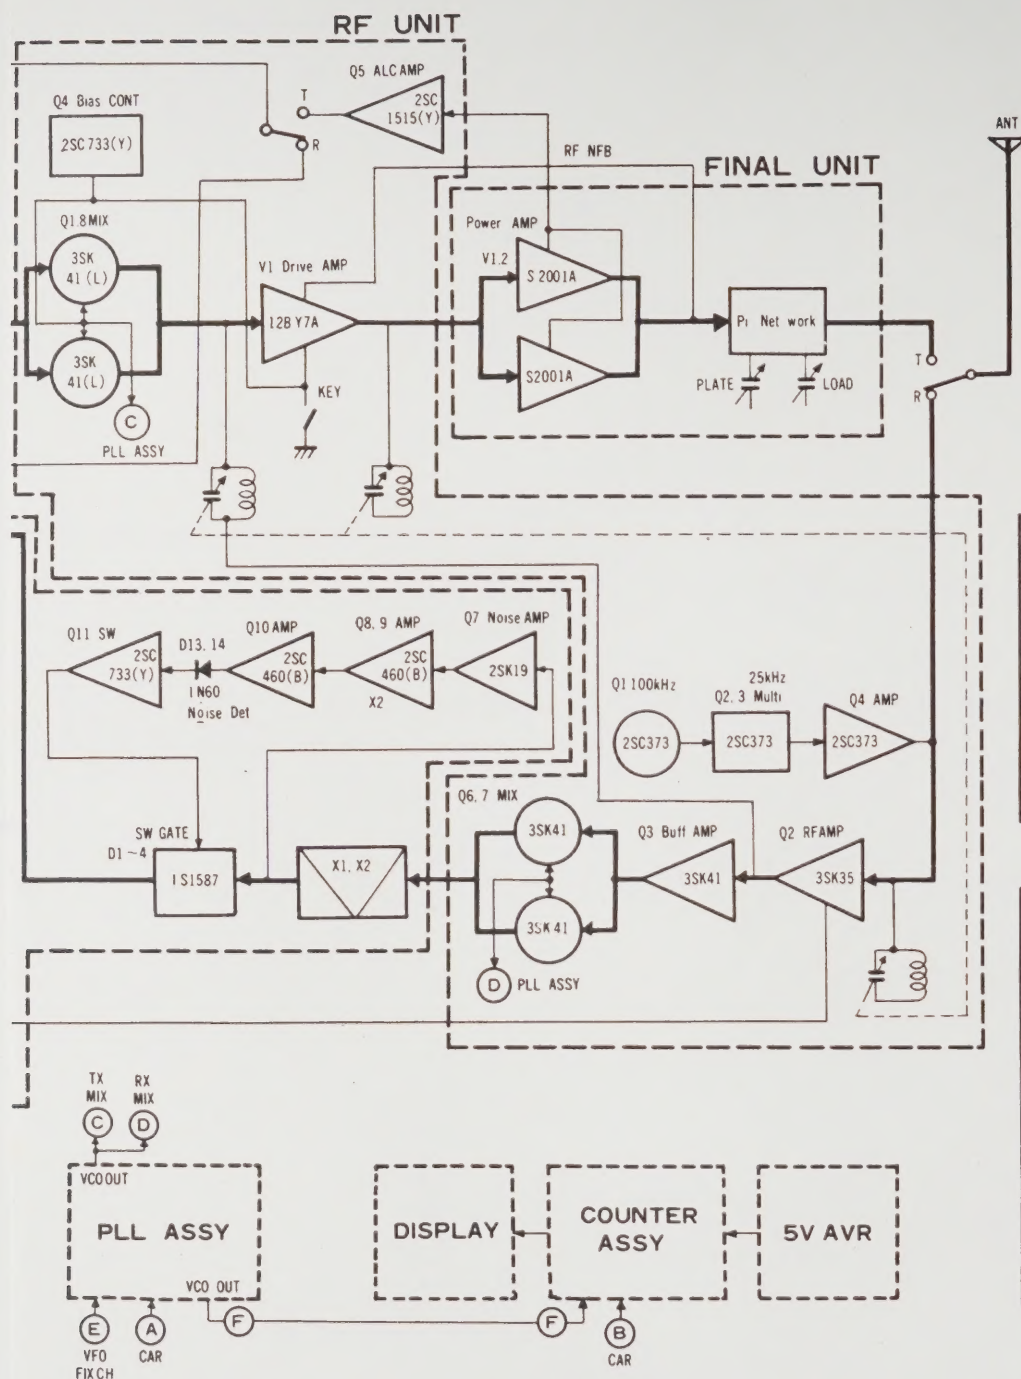 RF UNIT
Q5 ALC AMP
2SC
1515(Y)
T
R
Q4 Bias CONT
2SC733(Y)
ANT
RF NFB
FINAL UNIT
Q1.8 MIX
3SK
41(L)
3SK
41(L)
C
PLL ASSY
V1 Drive AMP
12BY7A
KEY
Power AMP
V1.2
S2001A
S2001A
Pi Net work
PLATE
LOAD
T
R
Q11 SW
2SC
733(Y)
D13.14
IN60
Noise Det
Q10 AMP
2SC
460(B)
Q8,9 AMP
2SC
460(B)
X2
Q7 Noise AMP
2SK19
Q1 100kHz
2SC373
25kHz
Q2.3 Multi
2SC373
Q4 AMP
2SC373
SW GATE
D1~4
IS1587
X1, X2
Q6,7 MIX
3SK41
3SK41
D
PLL ASSY
Q3 Buff AMP
3SK41
Q2 RF AMP
3SK35
TX
MIX
C
RX
MIX
D
VCO OUT
PLL ASSY
VCO OUT
E
VFO
FIX CH
A
CAR
F
DISPLAY
COUNTER
ASSY
F
B
CAR
5V AVR